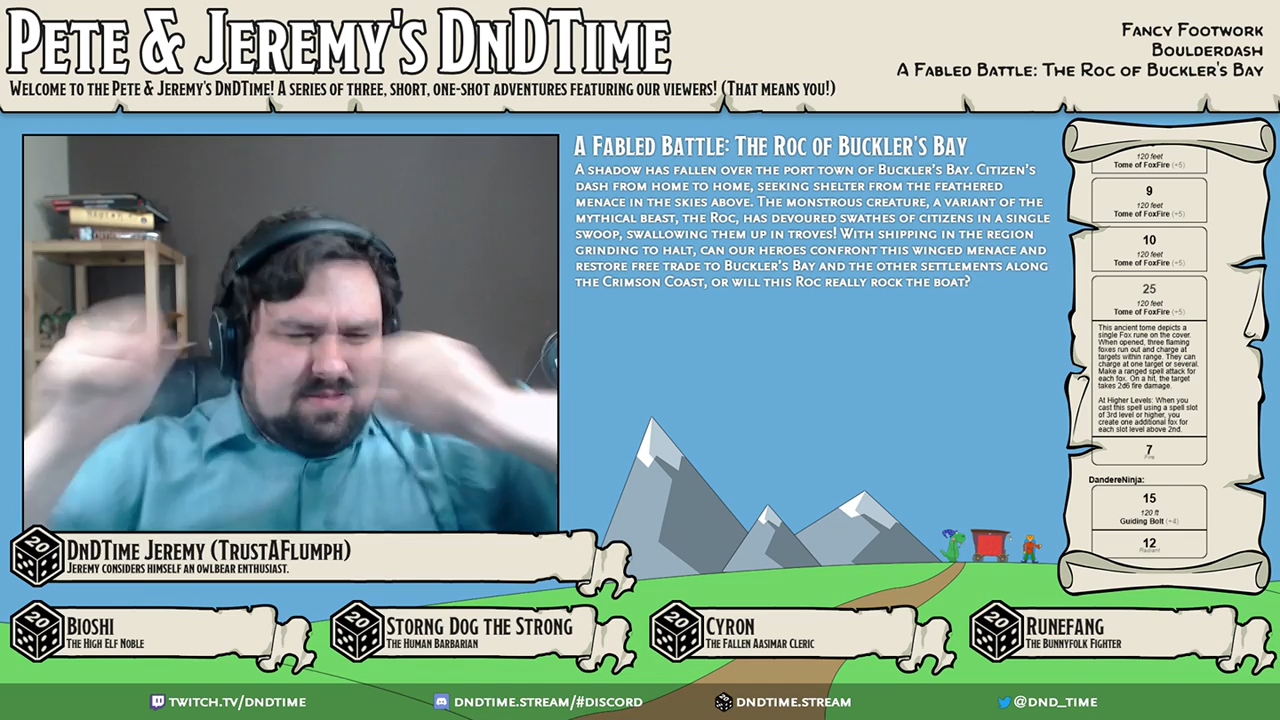 PETE & JEREMY'S DNDTIME
WELCOME TO THE PETE & JEREMY'S DNDTIME! A SERIES OF THREE, SHORT, ONE-SHOT ADVENTURES FEATURING OUR VIEWERS! (THAT MEANS YOU!)
FANCY FOOTWORK
BOULDERDASH
A FABLED BATTLE: THE ROC OF BUCKLER'S BAY
A FABLED BATTLE: THE ROC OF BUCKLER'S BAY
A SHADOW HAS FALLEN OVER THE PORT TOWN OF BUCKLER'S BAY. CITIZEN'S
DASH FROM HOME TO HOME, SEEKING SHELTER FROM THE FEATHERED
MENACE IN THE SKIES ABOVE. THE MONSTROUS CREATURE, A VARIANT OF THE
MYTHICAL BEAST, THE ROC, HAS DEVOURED SWATHES OF CITIZENS IN A SINGLE
SWOOP, SWALLOWING THEM UP IN TROVES! WITH SHIPPING IN THE REGION
GRINDING TO HALT, CAN OUR HEROES CONFRONT THIS WINGED MENACE AND
RESTORE FREE TRADE TO BUCKLER'S BAY AND THE OTHER SETTLEMENTS ALONG
THE CRIMSON COAST, OR WILL THIS ROC REALLY ROCK THE BOAT?
120 feet
Tome of FoxFire (+5)
9
120 feet
Tome of FoxFire (+5)
10
120 feet
Tome of FoxFire (+5)
25
120 feet
Tome of FoxFire (+5)
This ancient tome depicts a
single Fox rune on the cover.
When opened, three flaming
foxes run out and charge at
targets within range. They can
charge at one target or several.
Make a ranged spell attack for
each fox. On a hit, the target
takes 2d6 fire damage.
At Higher Levels: When you
cast this spell using a spell slot
of 3rd level or higher, you
create one additional fox for
each slot level above 2nd.
7
Fire
DandereNinja:
15
120 ft
Guiding Bolt (+4)
12
Radiant
20
DNDTIME JEREMY (TRUSTAFLUMPH)
JEREMY CONSIDERS HIMSELF AN OWLBEAR ENTHUSIAST.
20
BIOSHI
THE HIGH ELF NOBLE
20
STORNG DOG THE STRONG
THE HUMAN BARBARIAN
20
CYRON
THE FALLEN AASIMAR CLERIC
20
RUNEFANG
THE BUNNYFOLK FIGHTER
TWITCH.TV/DNDTIME
DNDTIME.STREAM/#DISCORD
DNDTIME.STREAM
@DND_TIME